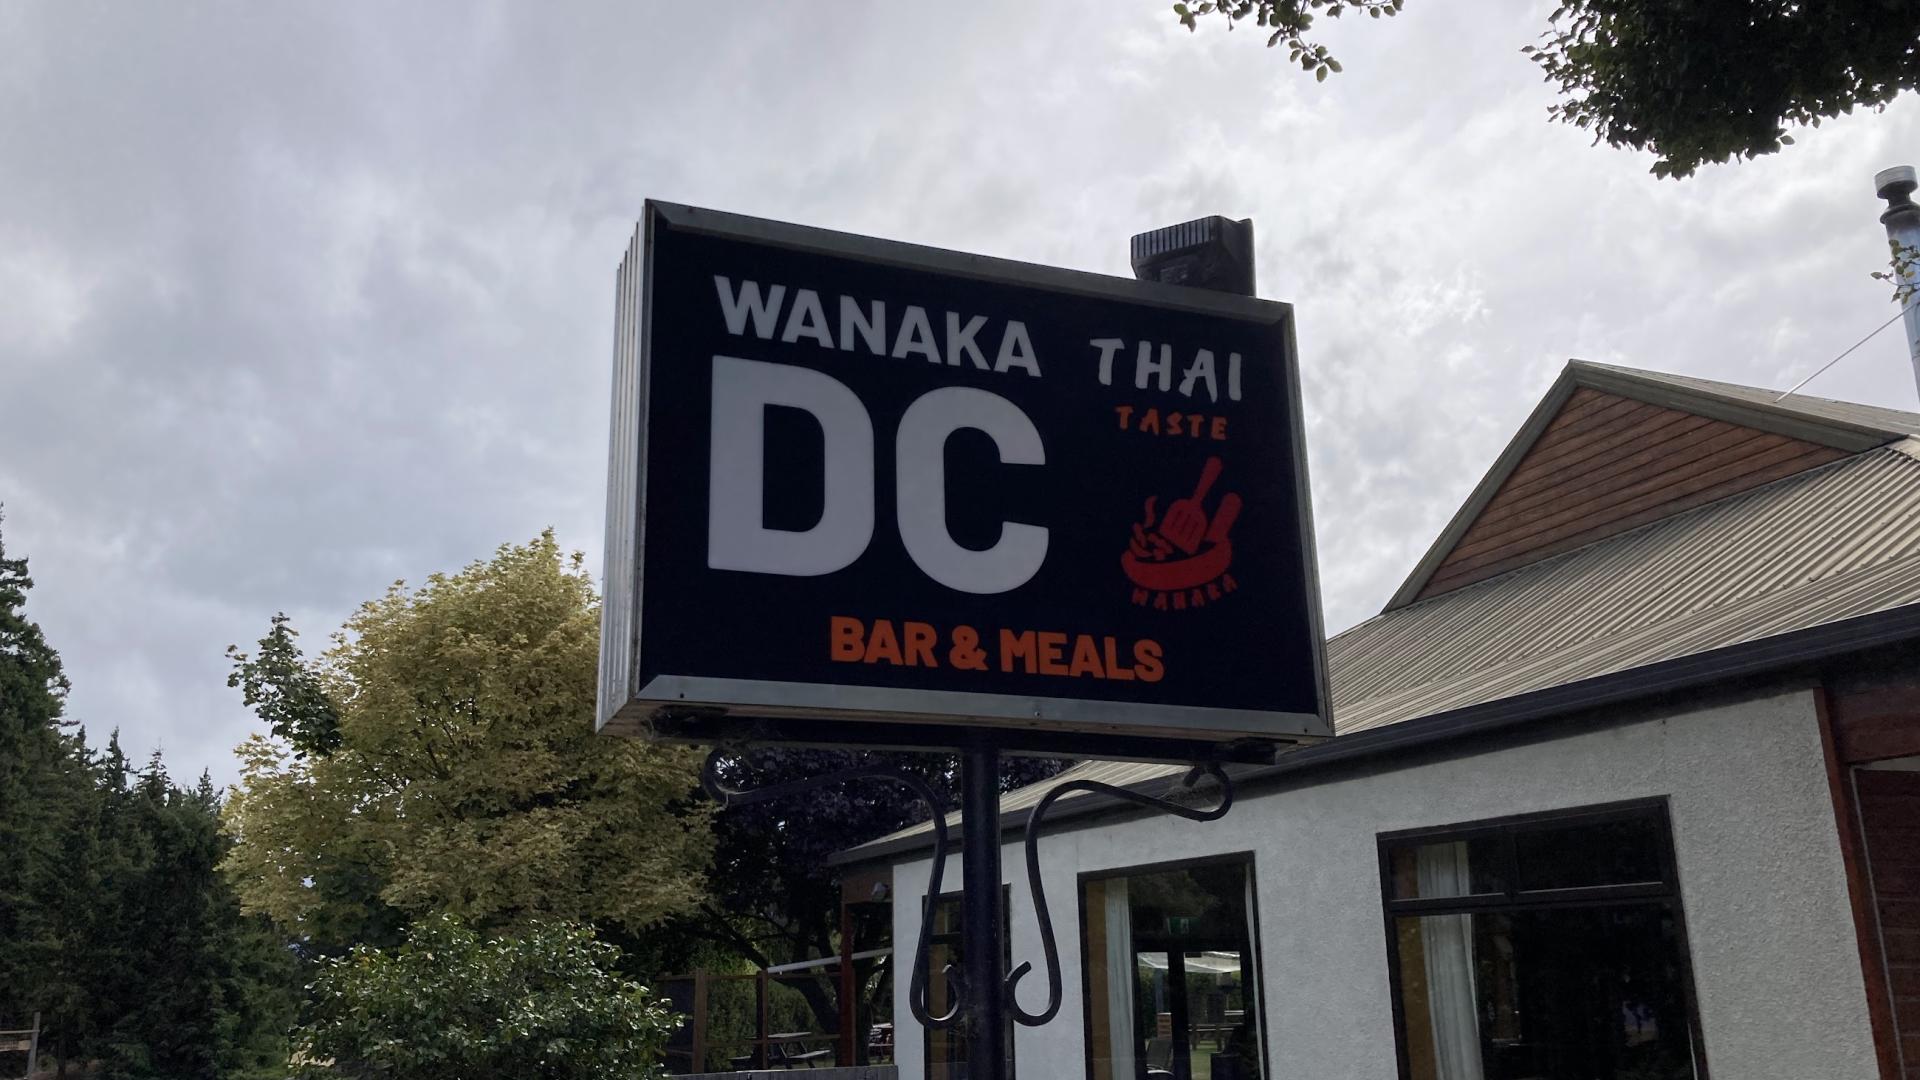 WANAKA
DC
THAI
TASTE
WANAKA
BAR & MEALS